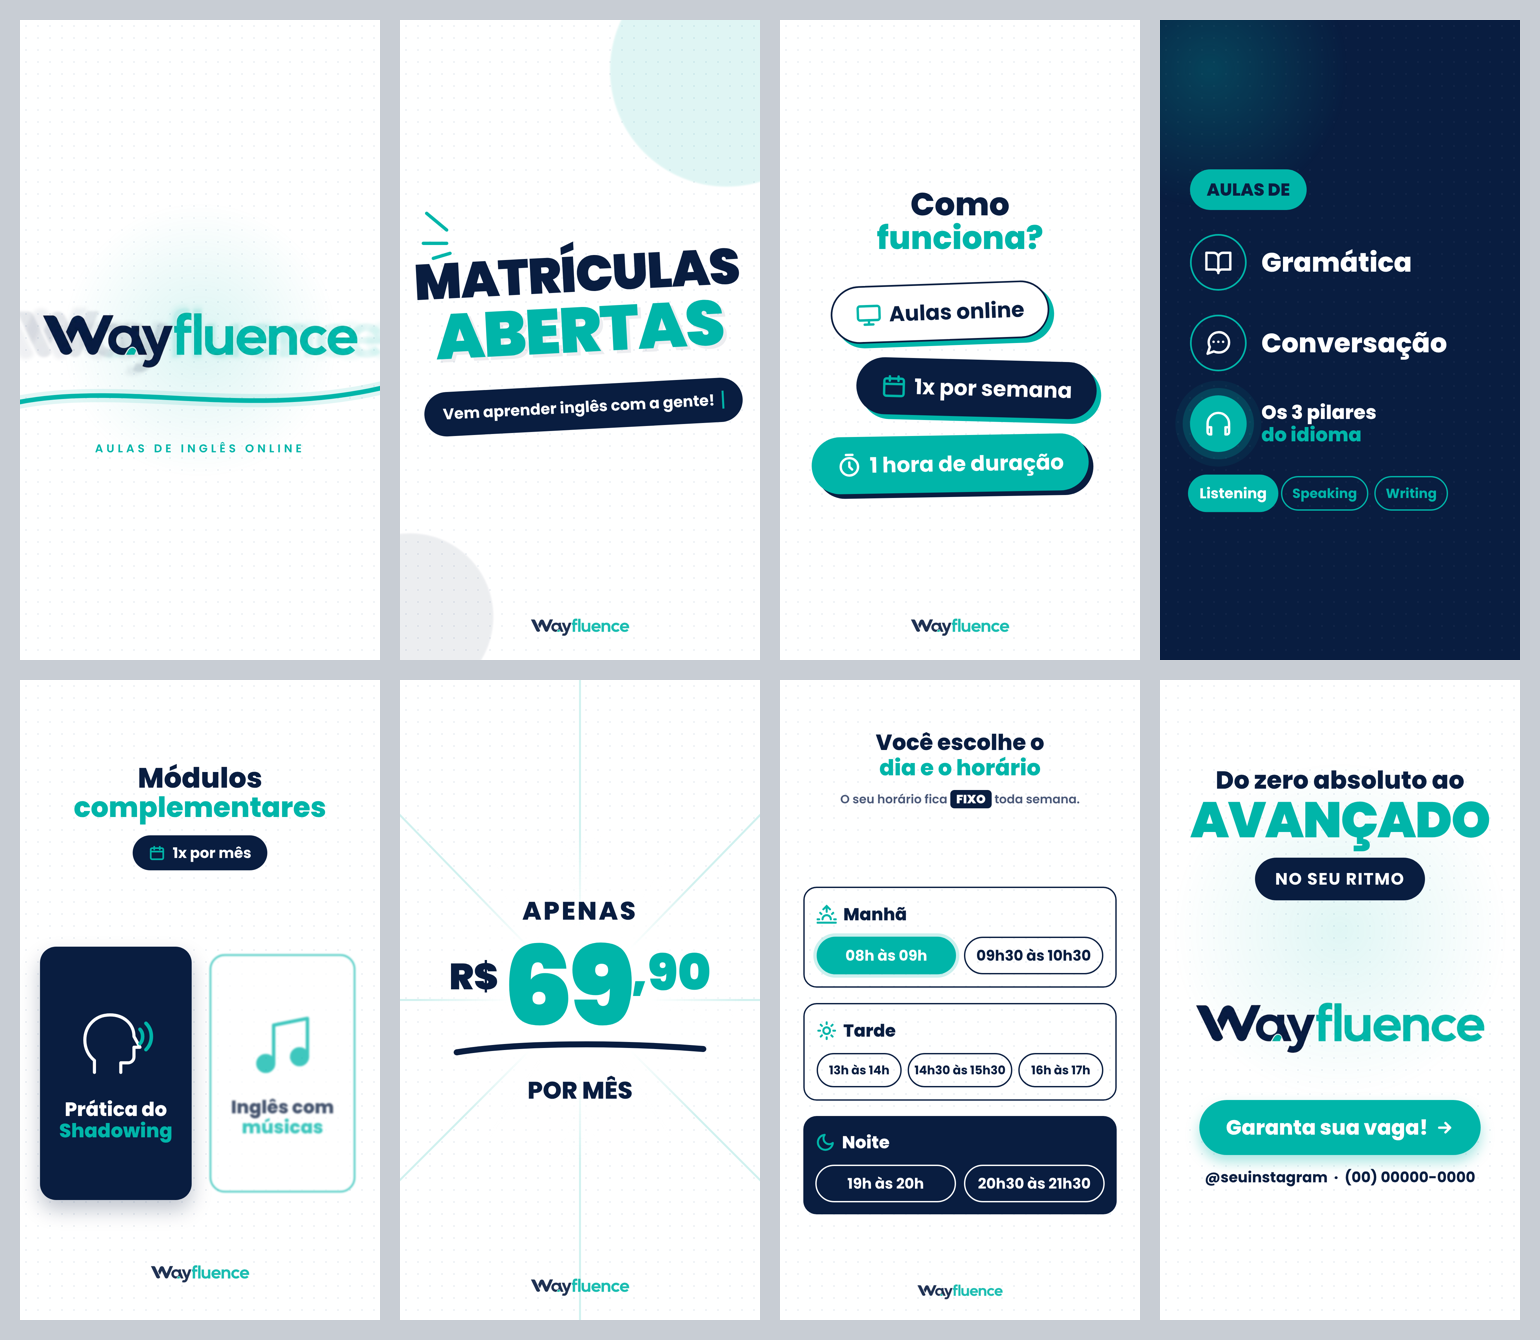 Wayfluence
AULAS DE INGLÊS ONLINE
MATRÍCULAS
ABERTAS
Vem aprender inglês com a gente!
Wayfluence
Como
funciona?
Aulas online
1x por semana
1 hora de duração
Wayfluence
AULAS DE
Gramática
Conversação
Os 3 pilares
do idioma
Listening
Speaking
Writing
Módulos
complementares
1x por mês
Prática do
Shadowing
Inglês com
músicas
Wayfluence
APENAS
R$ 69,90
POR MÊS
Wayfluence
Você escolhe o
dia e o horário
O seu horário fica FIXO toda semana.
Manhã
08h às 09h
09h30 às 10h30
Tarde
13h às 14h
14h30 às 15h30
16h às 17h
Noite
19h às 20h
20h30 às 21h30
Wayfluence
Do zero absoluto ao
AVANÇADO
NO SEU RITMO
Wayfluence
Garanta sua vaga! →
@seuinstagram · (00) 00000-0000